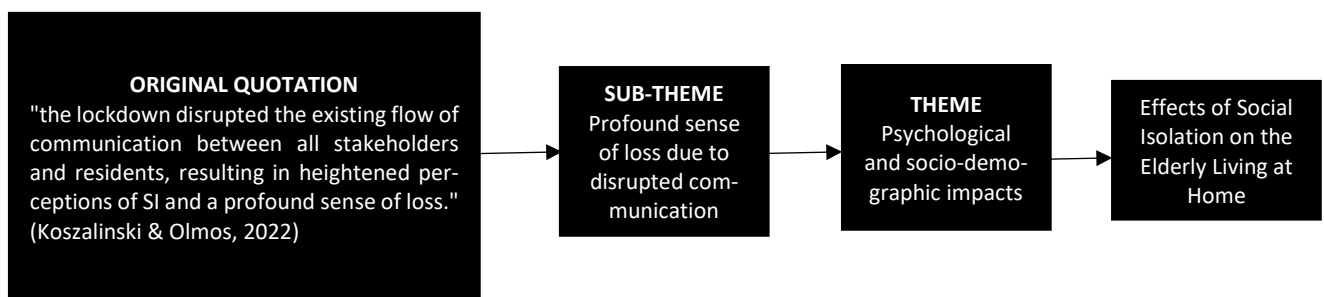 ORIGINAL QUOTATION
"the lockdown disrupted the existing flow of
communication between all stakeholders
and residents, resulting in heightened per-
ceptions of SI and a profound sense of loss."
(Koszalinski & Olmos, 2022)
SUB-THEME
Profound sense
of loss due to
disrupted com-
munication
THEME
Psychological
and socio-demo-
graphic impacts
Effects of Social
Isolation on the
Elderly Living at
Home